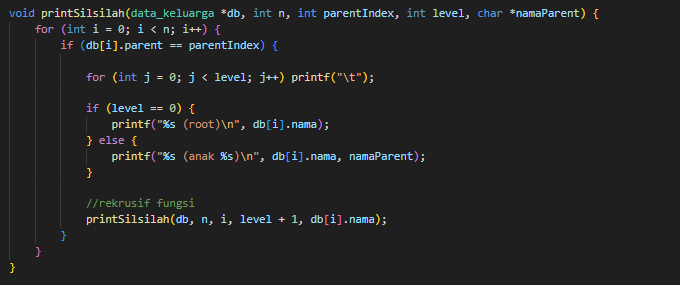 void printSilsilah(data_keluarga *db, int n, int parentIndex, int level, char *namaParent) {
    for (int i = 0; i < n; i++) {
        if (db[i].parent == parentIndex) {
            for (int j = 0; j < level; j++) printf("\t");
            if (level == 0) {
                printf("%s (root)\n", db[i].nama);
            } else {
                printf("%s (anak %s)\n", db[i].nama, namaParent);
            }
            //rekrusif fungsi
            printSilsilah(db, n, i, level + 1, db[i].nama);
        }
    }
}